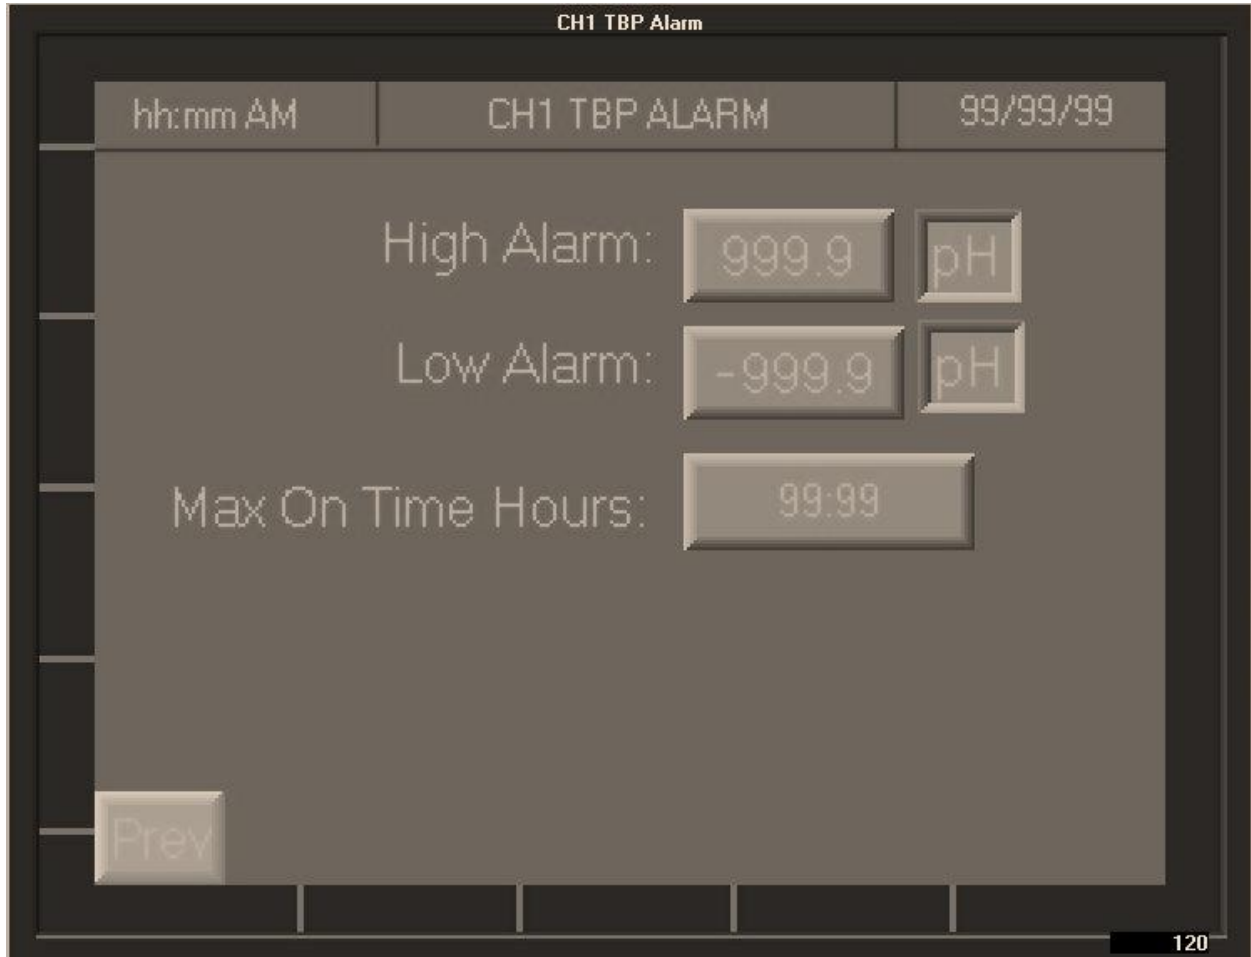 CH1 TBP Alarm
hh:mm AM CH1 TBP ALARM 99/99/99
High Alarm: 999.9 pH
Low Alarm: -999.9 pH
Max On Time Hours: 99:99
Prev
120